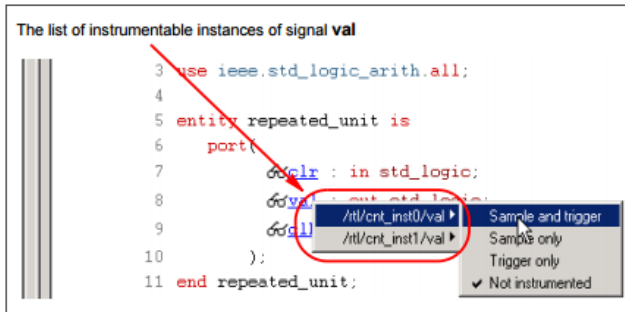 The list of instrumentable instances of signal val
3 use ieee.std_logic_arith.all;
4
5 entity repeated_unit is
6 port(
7 clr : in std_logic;
8 val : out std_logic;
/rtl/cnt_inst0/val
Sample and trigger
9
/rtl/cnt_inst1/val
Sample only
Trigger only
10 );
✓ Not instrumented
11 end repeated_unit;